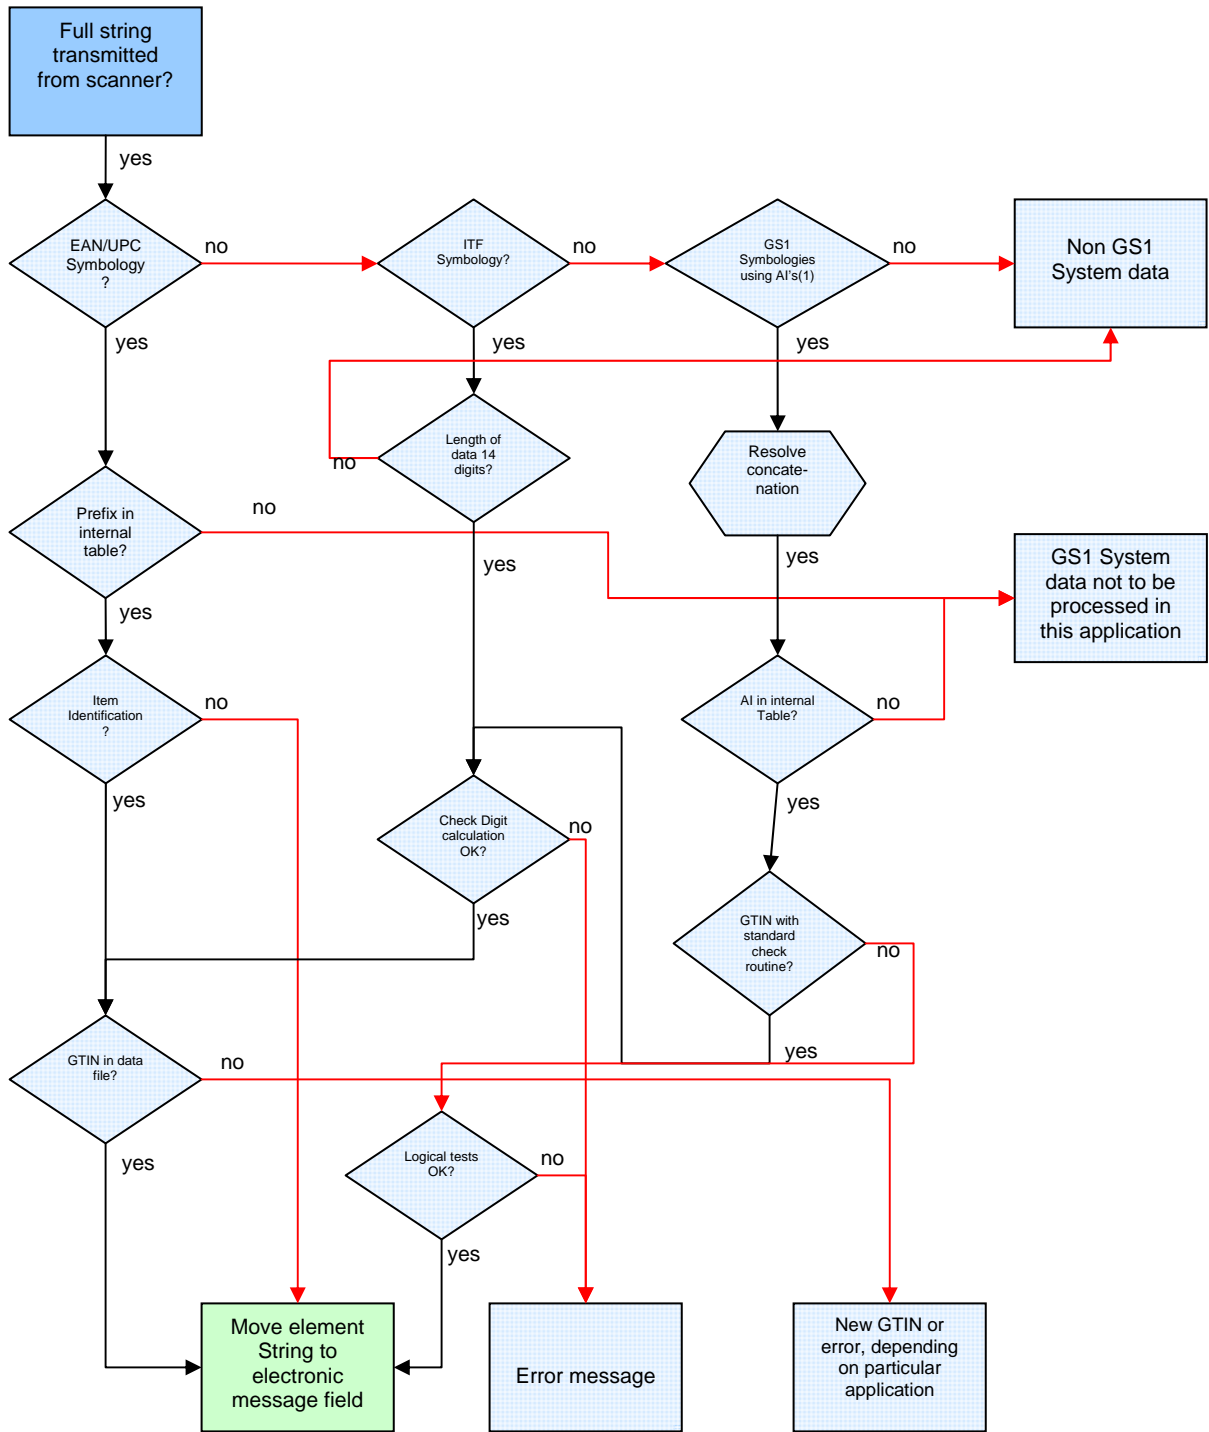 Full string
transmitted
from scanner?
yes
EAN/UPC
Symbology
?
no
ITF
Symbology?
no
GS1
Symbologies
using AI's(1)
no
Non GS1
System data
yes
yes
yes
Length of
data 14
digits?
no
Resolve
concate-
nation
Prefix in
internal
table?
no
yes
yes
GS1 System
data not to be
processed in
this application
yes
Item
Identification
?
no
AI in internal
Table?
no
yes
yes
Check Digit
calculation
OK?
no
yes
GTIN with
standard
check
routine?
no
yes
GTIN in data
file?
no
yes
Logical tests
OK?
no
yes
Move element
String to
electronic
message field
Error message
New GTIN or
error, depending
on particular
application